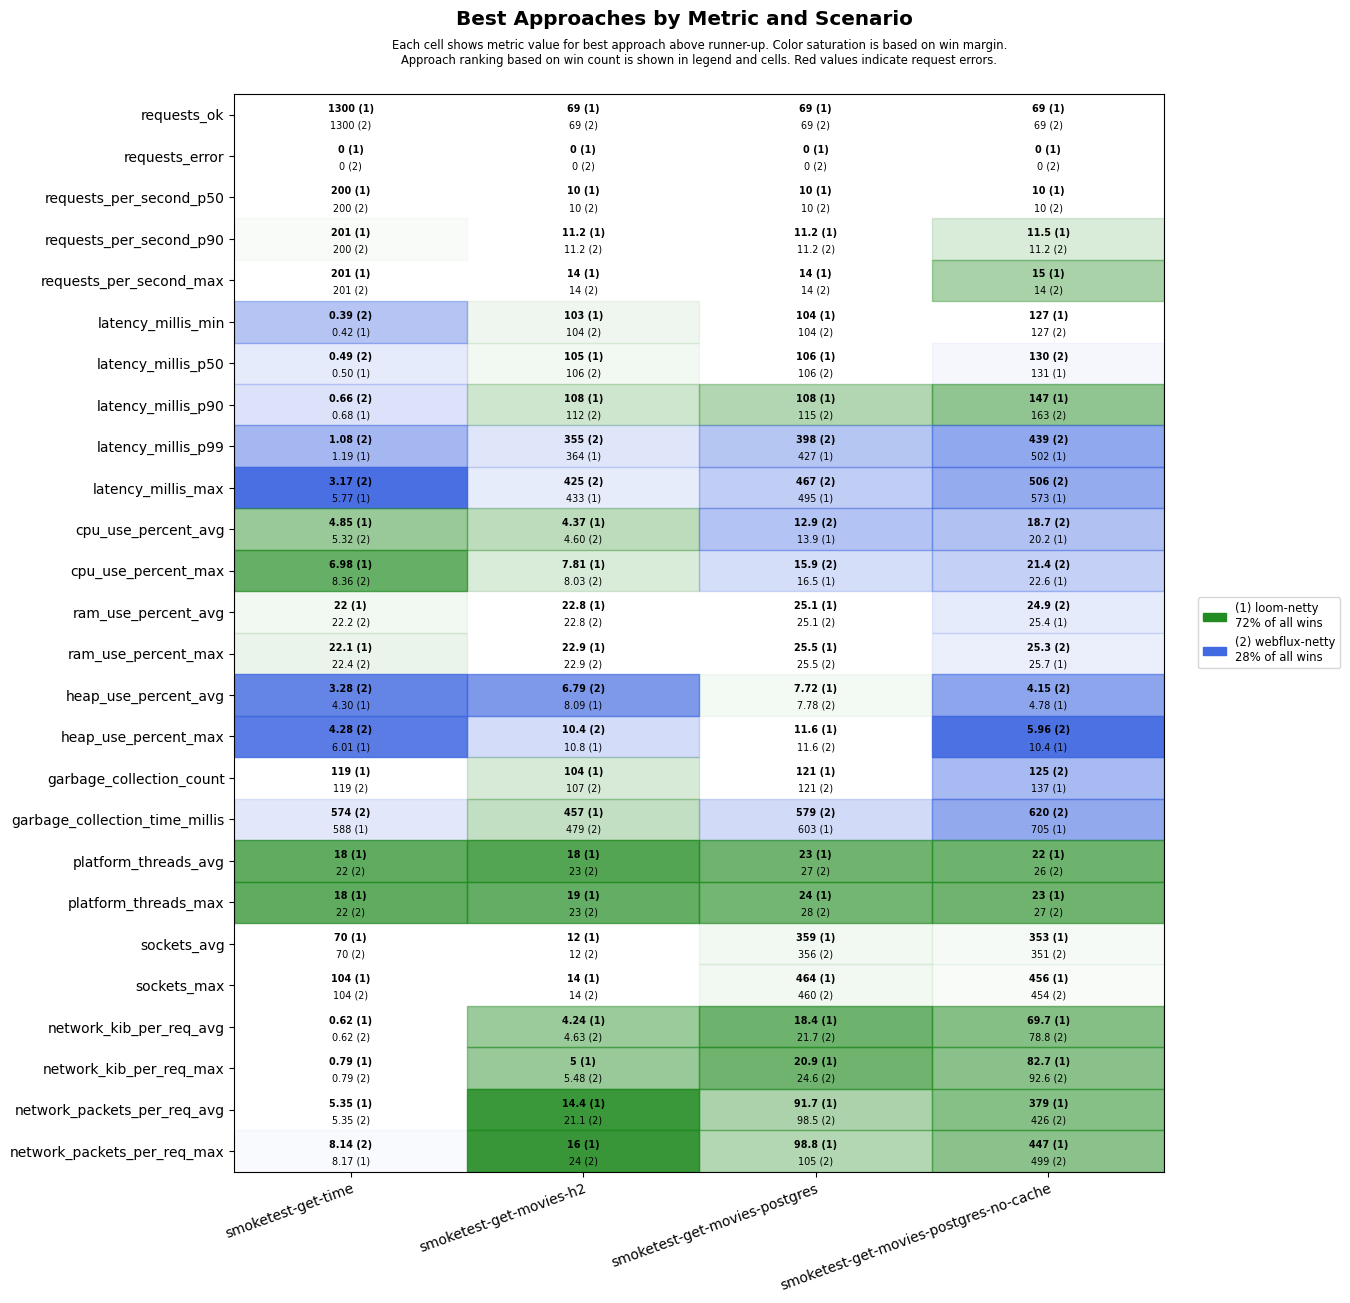 Best Approaches by Metric and Scenario
Each cell shows metric value for best approach above runner-up. Color saturation is based on win margin.
Approach ranking based on win count is shown in legend and cells. Red values indicate request errors.
requests_ok
1300 (1) 69 (1) 69 (1) 69 (1)
1300 (2) 69 (2) 69 (2) 69 (2)
requests_error
0 (1) 0 (1) 0 (1) 0 (1)
0 (2) 0 (2) 0 (2) 0 (2)
requests_per_second_p50
200 (1) 10 (1) 10 (1) 10 (1)
200 (2) 10 (2) 10 (2) 10 (2)
requests_per_second_p90
201 (1) 11.2 (1) 11.2 (1) 11.5 (1)
200 (2) 11.2 (2) 11.2 (2) 11.2 (2)
requests_per_second_max
201 (1) 14 (1) 14 (1) 15 (1)
201 (2) 14 (2) 14 (2) 14 (2)
latency_millis_min
0.39 (2) 103 (1) 104 (1) 127 (1)
0.42 (1) 104 (2) 104 (2) 127 (2)
latency_millis_p50
0.49 (2) 105 (1) 106 (1) 130 (2)
0.50 (1) 106 (2) 106 (2) 131 (1)
latency_millis_p90
0.66 (2) 108 (1) 108 (1) 147 (1)
0.68 (1) 112 (2) 115 (2) 163 (2)
latency_millis_p99
1.08 (2) 355 (2) 398 (2) 439 (2)
1.19 (1) 364 (1) 427 (1) 502 (1)
latency_millis_max
3.17 (2) 425 (2) 467 (2) 506 (2)
5.77 (1) 433 (1) 495 (1) 573 (1)
cpu_use_percent_avg
4.85 (1) 4.37 (1) 12.9 (2) 18.7 (2)
5.32 (2) 4.60 (2) 13.9 (1) 20.2 (1)
cpu_use_percent_max
6.98 (1) 7.81 (1) 15.9 (2) 21.4 (2)
8.36 (2) 8.03 (2) 16.5 (1) 22.6 (1)
ram_use_percent_avg
22 (1) 22.8 (1) 25.1 (1) 24.9 (2)
22.2 (2) 22.8 (2) 25.1 (2) 25.4 (1)
ram_use_percent_max
22.1 (1) 22.9 (1) 25.5 (1) 25.3 (2)
22.4 (2) 22.9 (2) 25.5 (2) 25.7 (1)
heap_use_percent_avg
3.28 (2) 6.79 (2) 7.72 (1) 4.15 (2)
4.30 (1) 8.09 (1) 7.78 (2) 4.78 (1)
heap_use_percent_max
4.28 (2) 10.4 (2) 11.6 (1) 5.96 (2)
6.01 (1) 10.8 (1) 11.6 (2) 10.4 (1)
garbage_collection_count
119 (1) 104 (1) 121 (1) 125 (2)
119 (2) 107 (2) 121 (2) 137 (1)
garbage_collection_time_millis
574 (2) 457 (1) 579 (2) 620 (2)
588 (1) 479 (2) 603 (1) 705 (1)
platform_threads_avg
18 (1) 18 (1) 23 (1) 22 (1)
22 (2) 23 (2) 27 (2) 26 (2)
platform_threads_max
18 (1) 19 (1) 24 (1) 23 (1)
22 (2) 23 (2) 28 (2) 27 (2)
sockets_avg
70 (1) 12 (1) 359 (1) 353 (1)
70 (2) 12 (2) 356 (2) 351 (2)
sockets_max
104 (1) 14 (1) 464 (1) 456 (1)
104 (2) 14 (2) 460 (2) 454 (2)
network_kib_per_req_avg
0.62 (1) 4.24 (1) 18.4 (1) 69.7 (1)
0.62 (2) 4.63 (2) 21.7 (2) 78.8 (2)
network_kib_per_req_max
0.79 (1) 5 (1) 20.9 (1) 82.7 (1)
0.79 (2) 5.48 (2) 24.6 (2) 92.6 (2)
network_packets_per_req_avg
5.35 (1) 14.4 (1) 91.7 (1) 379 (1)
5.35 (2) 21.1 (2) 98.5 (2) 426 (2)
network_packets_per_req_max
8.14 (2) 16 (1) 98.8 (1) 447 (1)
8.17 (1) 24 (2) 105 (2) 499 (2)
smoketest-get-time
smoketest-get-movies-h2
smoketest-get-movies-postgres
smoketest-get-movies-postgres-no-cache
(1) loom-netty
72% of all wins
(2) webflux-netty
28% of all wins